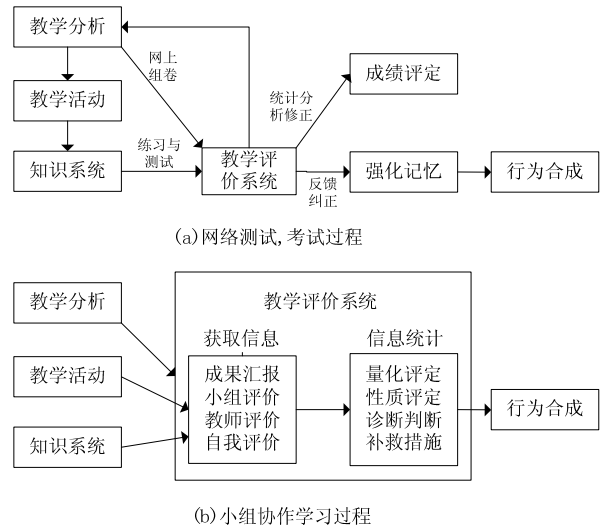 教学分析
网上
组卷
教学活动
统计分
析修正
成绩评定
知识系统
练习与
测试
教学评
价系统
反馈
纠正
强化记忆
行为合成
(a)网络测试,考试过程
教学分析
教学评价系统
获取信息
信息统计
教学活动
成果汇报
小组评价
教师评价
自我评价
量化评定
性质评定
诊断判断
补救措施
行为合成
知识系统
(b)小组协作学习过程